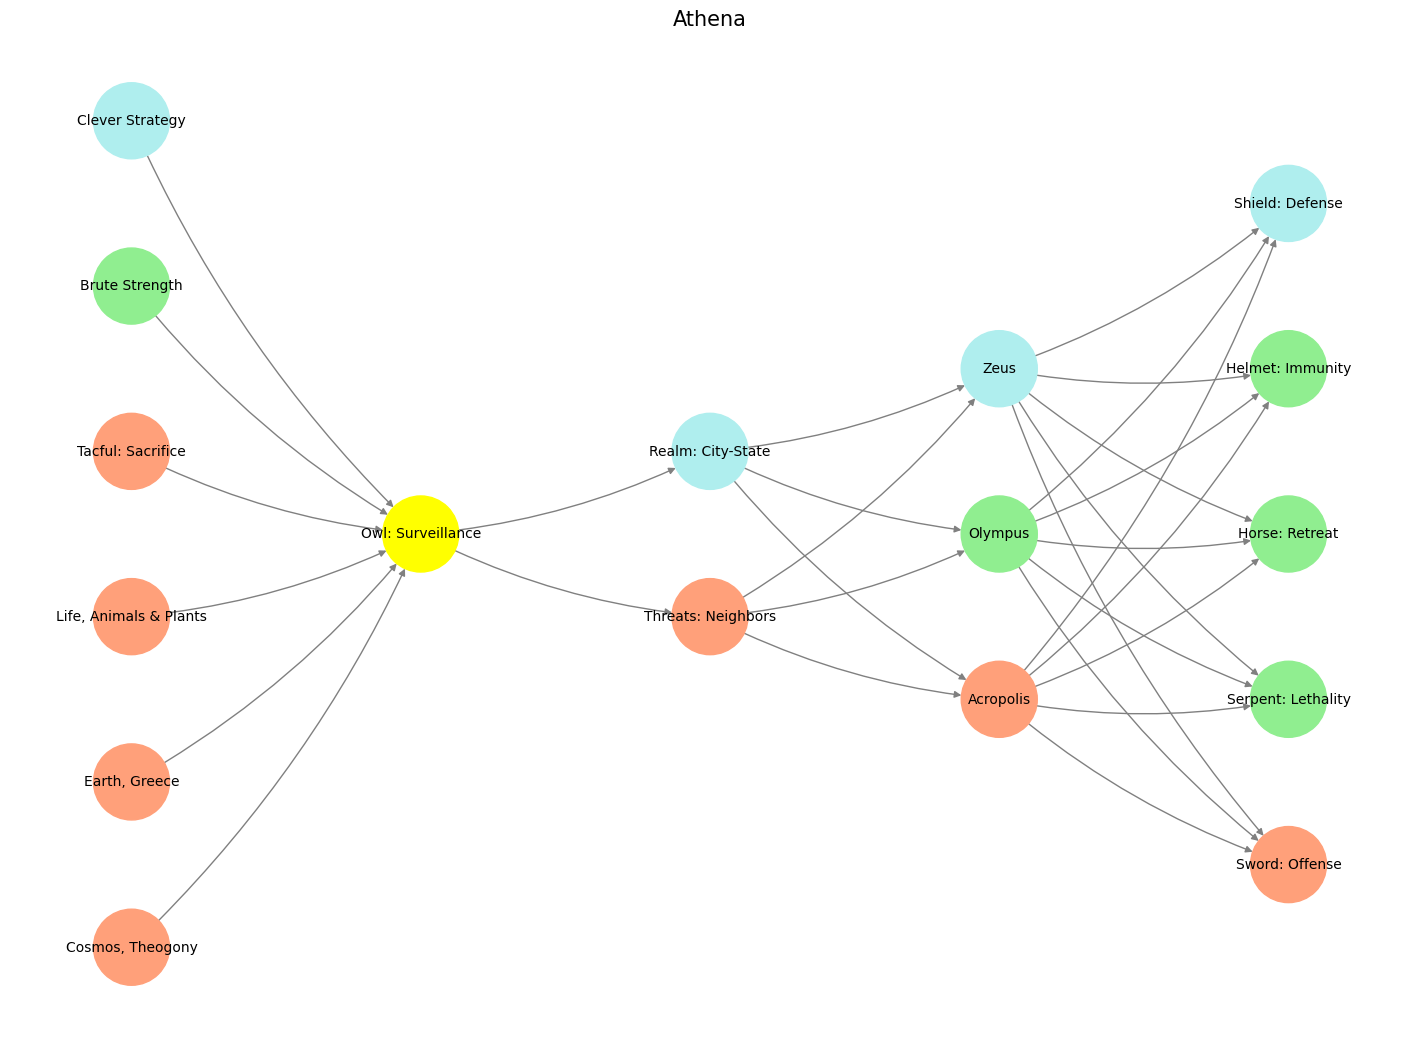 Athena
Clever Strategy
Brute Strength
Tacful: Sacrifice
Life, Animals & Plants
Earth, Greece
Cosmos, Theogony
Owl: Surveillance
Realm: City-State
Threats: Neighbors
Zeus
Olympus
Acropolis
Shield: Defense
Helmet: Immunity
Horse: Retreat
Serpent: Lethality
Sword: Offense